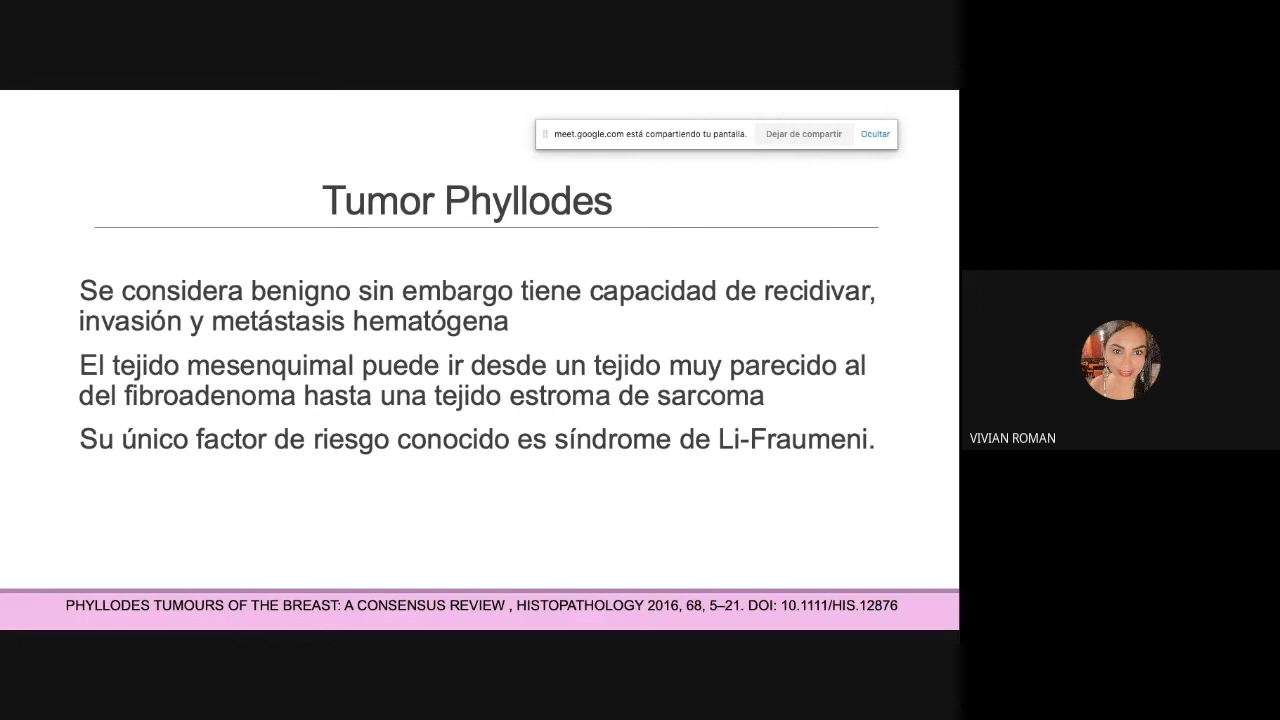 meet.google.com está compartiendo tu pantalla. Dejar de compartir Ocultar
Tumor Phyllodes
Se considera benigno sin embargo tiene capacidad de recidivar,
invasión y metástasis hematógena
El tejido mesenquimal puede ir desde un tejido muy parecido al
del fibroadenoma hasta una tejido estroma de sarcoma
Su único factor de riesgo conocido es síndrome de Li-Fraumeni.
VIVIAN ROMAN
PHYLLODES TUMOURS OF THE BREAST: A CONSENSUS REVIEW , HISTOPATHOLOGY 2016, 68, 5–21. DOI: 10.1111/HIS.12876